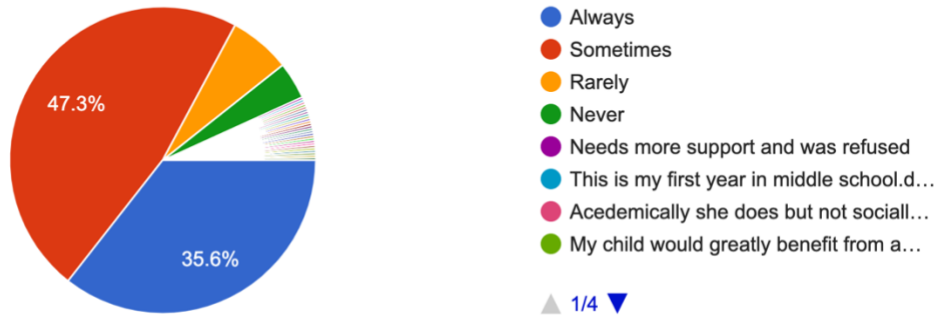 47.3%
35.6%
Always
Sometimes
Rarely
Never
Needs more support and was refused
This is my first year in middle school.d…
Acedemically she does but not sociall…
My child would greatly benefit from a…
1/4